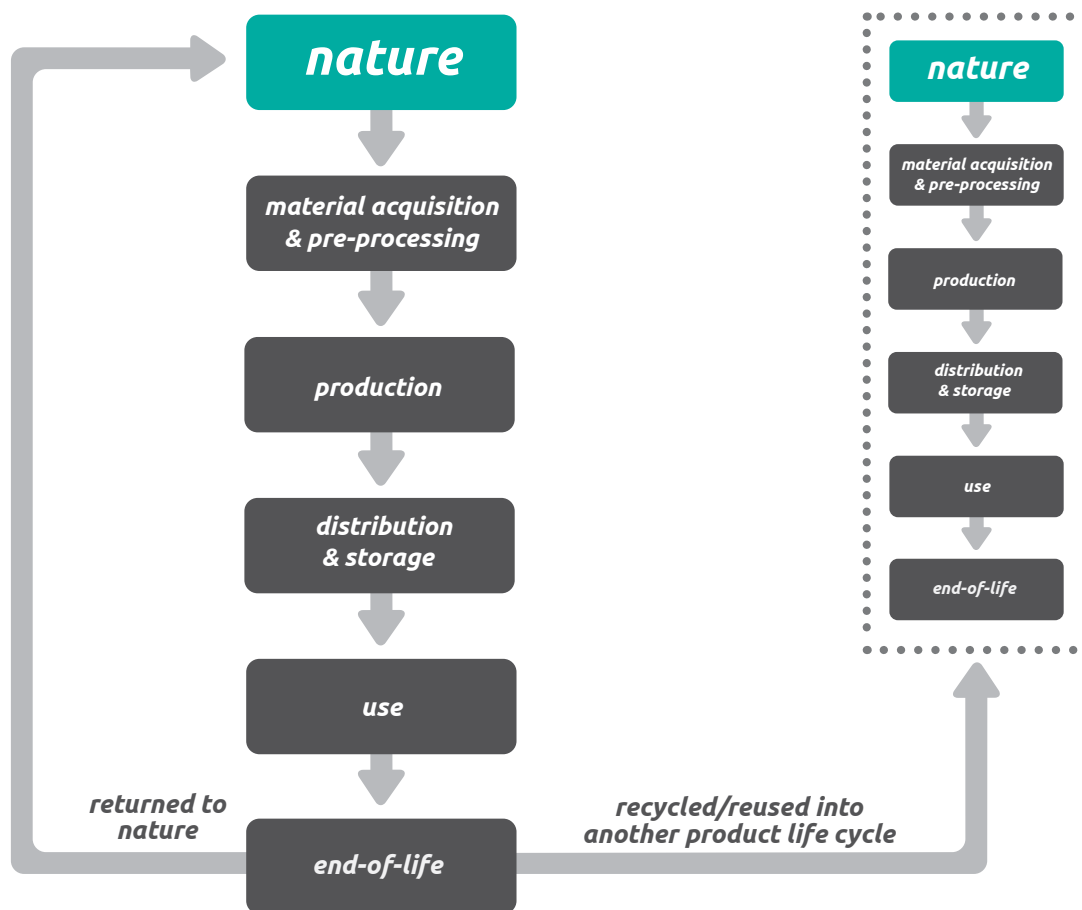 nature
material acquisition
& pre-processing
production
distribution
& storage
use
end-of-life
returned to
nature
recycled/reused into
another product life cycle
nature
material acquisition
& pre-processing
production
distribution
& storage
use
end-of-life